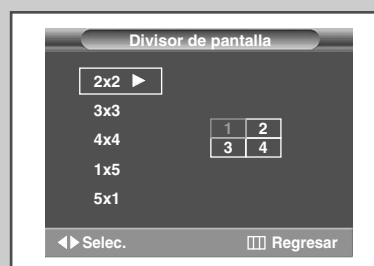 Divisor de pantalla
2x2
3x3
4x4
1x5
5x1
1 2
3 4
Selec. Regresar